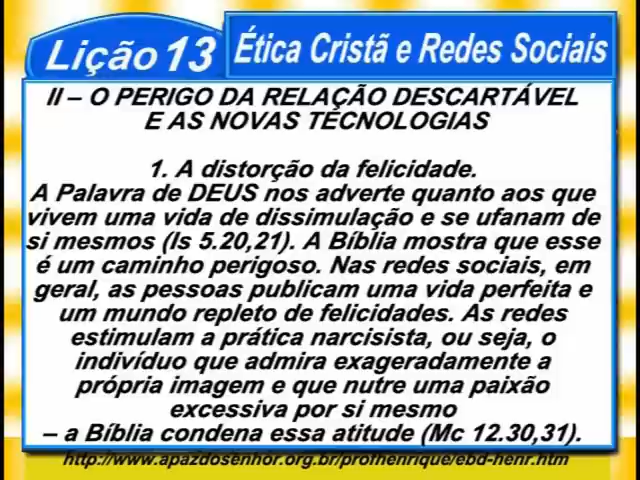 Lição 13
Ética Cristã e Redes Sociais
II – O PERIGO DA RELAÇÃO DESCARTÁVEL
E AS NOVAS TECNOLOGIAS
1. A distorção da felicidade.
A Palavra de DEUS nos adverte quanto aos que
vivem uma vida de dissimulação e se ufanam de
si mesmos (Is 5.20,21). A Bíblia mostra que esse
é um caminho perigoso. Nas redes sociais, em
geral, as pessoas publicam uma vida perfeita e
um mundo repleto de felicidades. As redes
estimulam a prática narcisista, ou seja, o
indivíduo que admira exageradamente a
própria imagem e que nutre uma paixão
excessiva por si mesmo
– a Bíblia condena essa atitude (Mc 12.30,31).
http://www.apazdosenhor.org.br/profhenrique/ebd-henr.htm